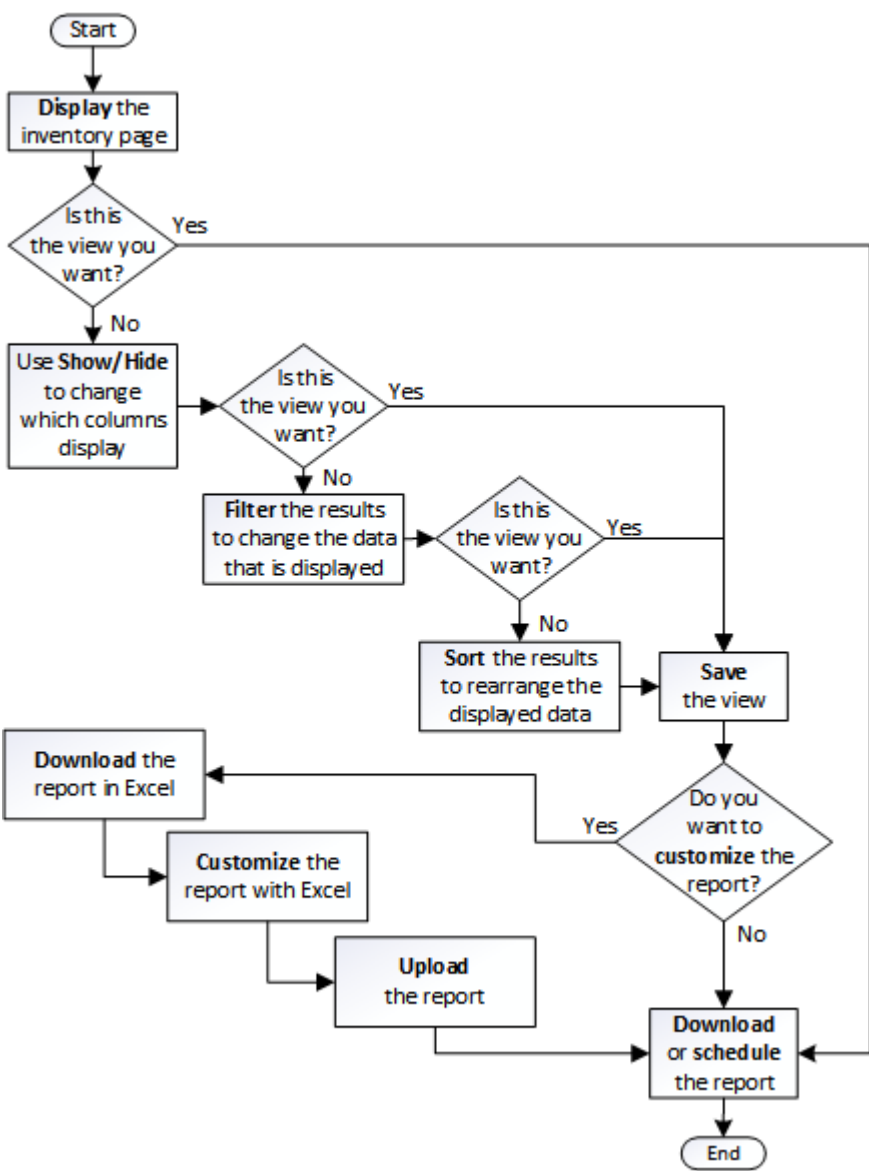 Start
Display the
inventory page
Is this
the view you
want?
Yes
No
Use Show/Hide
to change
which columns
display
Is this
the view you
want?
Yes
No
Filter the results
to change the data
that is displayed
Is this
the view you
want?
Yes
No
Sort the results
to rearrange the
displayed data
Save
the view
Do you
want to
customize the
report?
Yes
No
Download the
report in Excel
Customize the
report with Excel
Upload
the report
Download
or schedule
the report
End